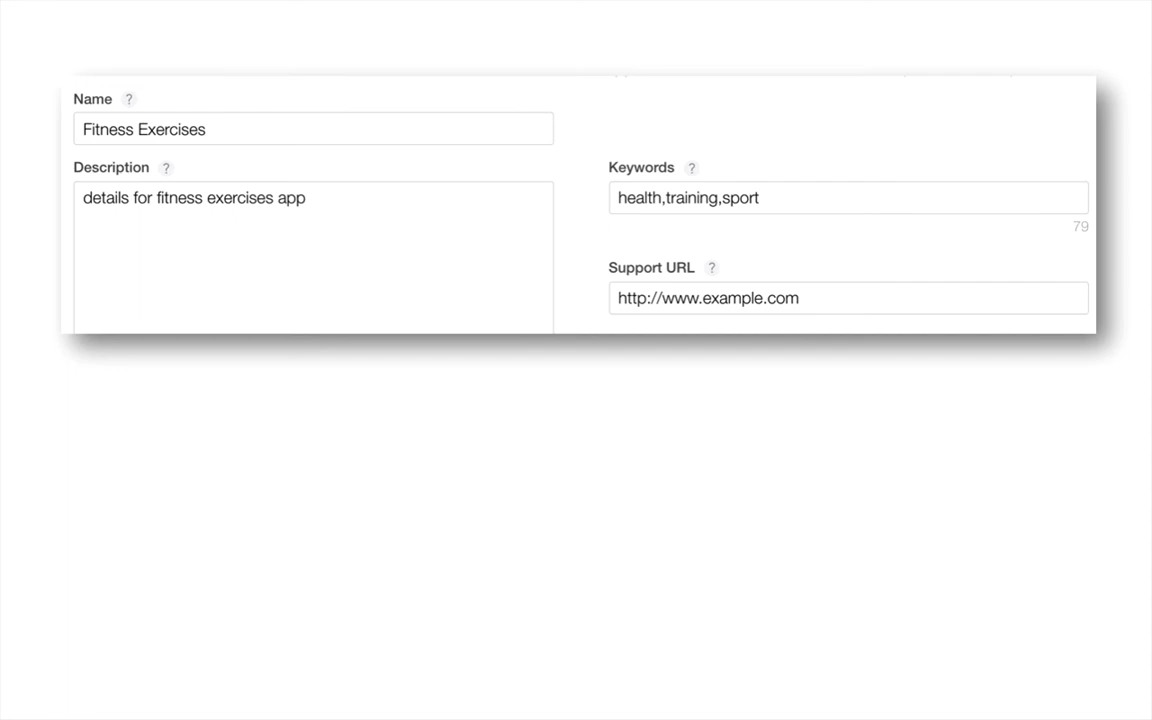 Name ?
Fitness Exercises
Description ?
details for fitness exercises app
Keywords ?
health,training,sport
79
Support URL ?
http://www.example.com